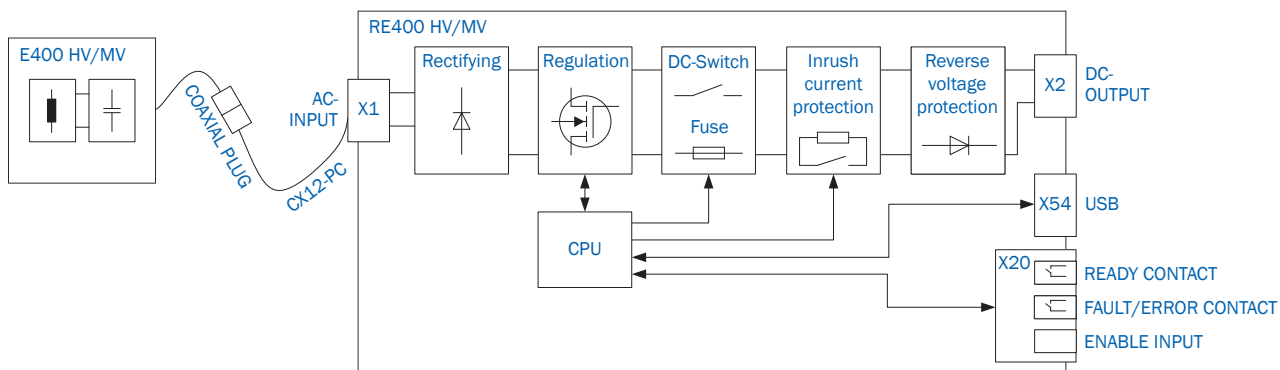 RE400 HV/MV
E400 HV/MV
COAXIAL PLUG
CX12-PC
AC-
INPUT
X1
Rectifying
Regulation
DC-Switch
Fuse
Inrush
current
protection
Reverse
voltage
protection
X2
DC-
OUTPUT
CPU
X54
USB
X20
READY CONTACT
FAULT/ERROR CONTACT
ENABLE INPUT